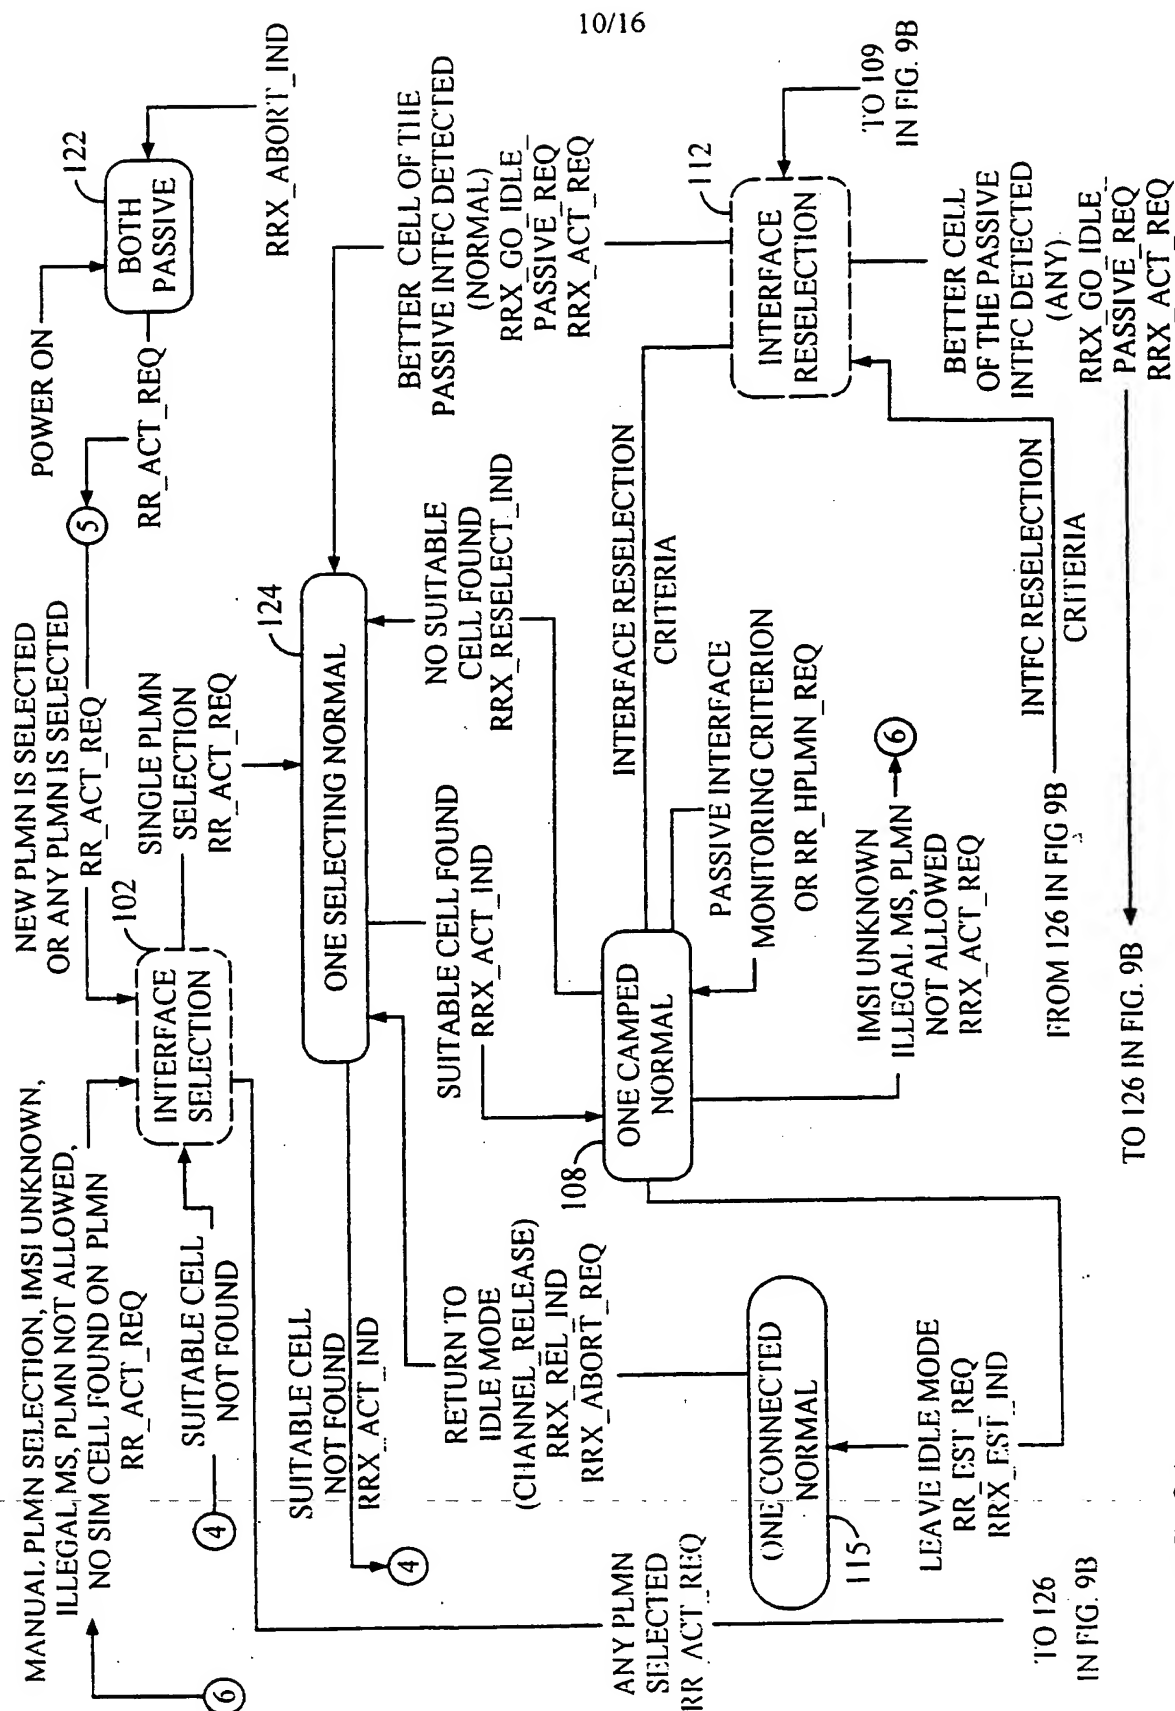 10/16
POWER ON
BOTH
PASSIVE
122
RRX_ABORT_IND
RR_ACT_REQ
5
NEW PLMN IS SELECTED
OR ANY PLMN IS SELECTED
RR_ACT_REQ
MANUAL PLMN SELECTION, IMSI UNKNOWN,
ILLEGAL MS, PLMN NOT ALLOWED,
NO SIM CELL FOUND ON PLMN
RR_ACT_REQ
6
102
INTERFACE
SELECTION
SINGLE PLMN
SELECTION
RR_ACT_REQ
SUITABLE CELL
NOT FOUND
4
124
ONE SELECTING NORMAL
SUITABLE CELL
NOT FOUND
RRX_ACT_IND
4
RETURN TO
IDLE MODE
(CHANNEL RELEASE)
RRX_REL_IND
RRX_ABORT_REQ
SUITABLE CELL FOUND
RRX_ACT_IND
NO SUITABLE
CELL FOUND
RRX_RESELECT_IND
BETTER CELL OF THE
PASSIVE INTFC DETECTED
(NORMAL)
RRX_GO_IDLE_
PASSIVE_REQ
RRX_ACT_REQ
108
ONE CAMPED
NORMAL
INTERFACE RESELECTION
CRITERIA
PASSIVE INTERFACE
MONITORING CRITERION
OR RR_HPLMN_REQ
IMSI UNKNOWN
ILLEGAL MS, PLMN
NOT ALLOWED
RRX_ACT_REQ
6
112
INTERFACE
RESELECTION
TO 109
IN FIG. 9B
BETTER CELL
OF THE PASSIVE
INTFC DETECTED
(ANY)
RRX_GO_IDLE_
PASSIVE_REQ
RRX_ACT_REQ
ONE CONNECTED
NORMAL
115
LEAVE IDLE MODE
RR_EST_REQ
RRX_EST_IND
ANY PLMN
SELECTED
RR_ACT_REQ
TO 126
IN FIG. 9B
FROM 126 IN FIG 9B
INTFC RESELECTION
CRITERIA
TO 126 IN FIG. 9B